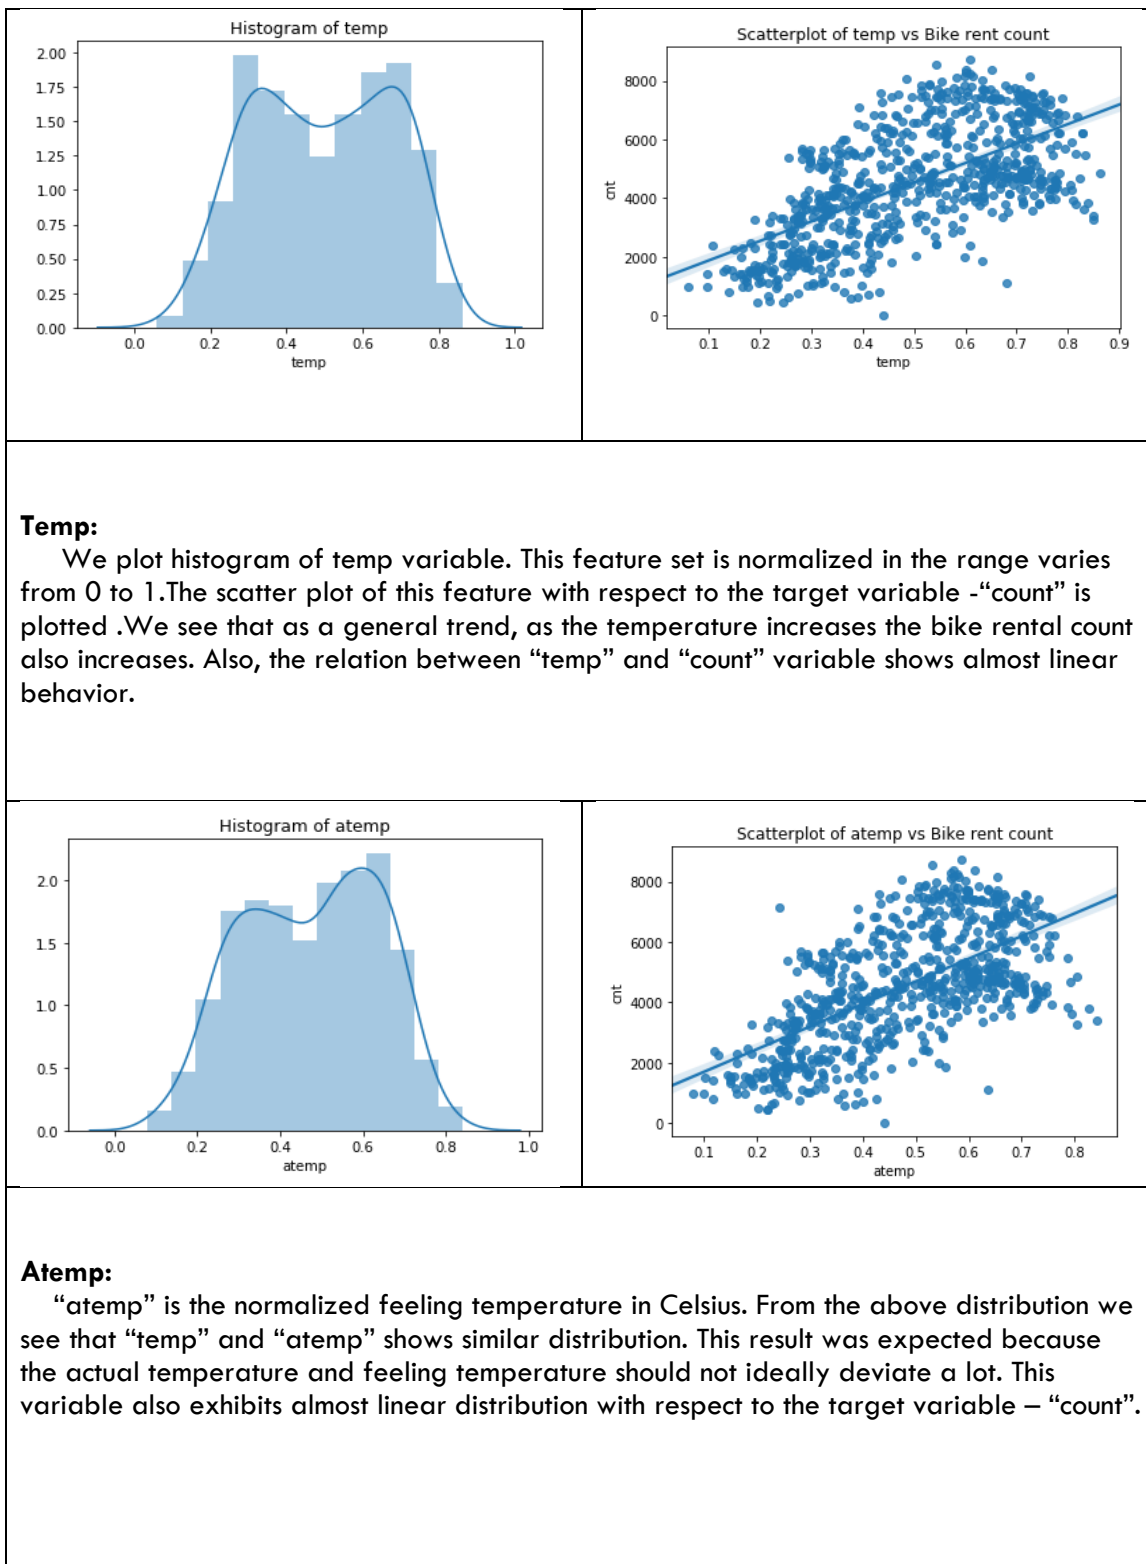 Histogram of temp
2.00
1.75
1.50
1.25
1.00
0.75
0.50
0.25
0.00
0.0 0.2 0.4 0.6 0.8 1.0
temp
Scatterplot of temp vs Bike rent count
8000
6000
4000
2000
0
cnt
0.1 0.2 0.3 0.4 0.5 0.6 0.7 0.8 0.9
temp
Temp:
We plot histogram of temp variable. This feature set is normalized in the range varies
from 0 to 1.The scatter plot of this feature with respect to the target variable -“count” is
plotted .We see that as a general trend, as the temperature increases the bike rental count
also increases. Also, the relation between “temp” and “count” variable shows almost linear
behavior.
Histogram of atemp
2.0
1.5
1.0
0.5
0.0
0.0 0.2 0.4 0.6 0.8 1.0
atemp
Scatterplot of atemp vs Bike rent count
8000
6000
4000
2000
0
cnt
0.1 0.2 0.3 0.4 0.5 0.6 0.7 0.8
atemp
Atemp:
“atemp” is the normalized feeling temperature in Celsius. From the above distribution we
see that “temp” and “atemp” shows similar distribution. This result was expected because
the actual temperature and feeling temperature should not ideally deviate a lot. This
variable also exhibits almost linear distribution with respect to the target variable – “count”.